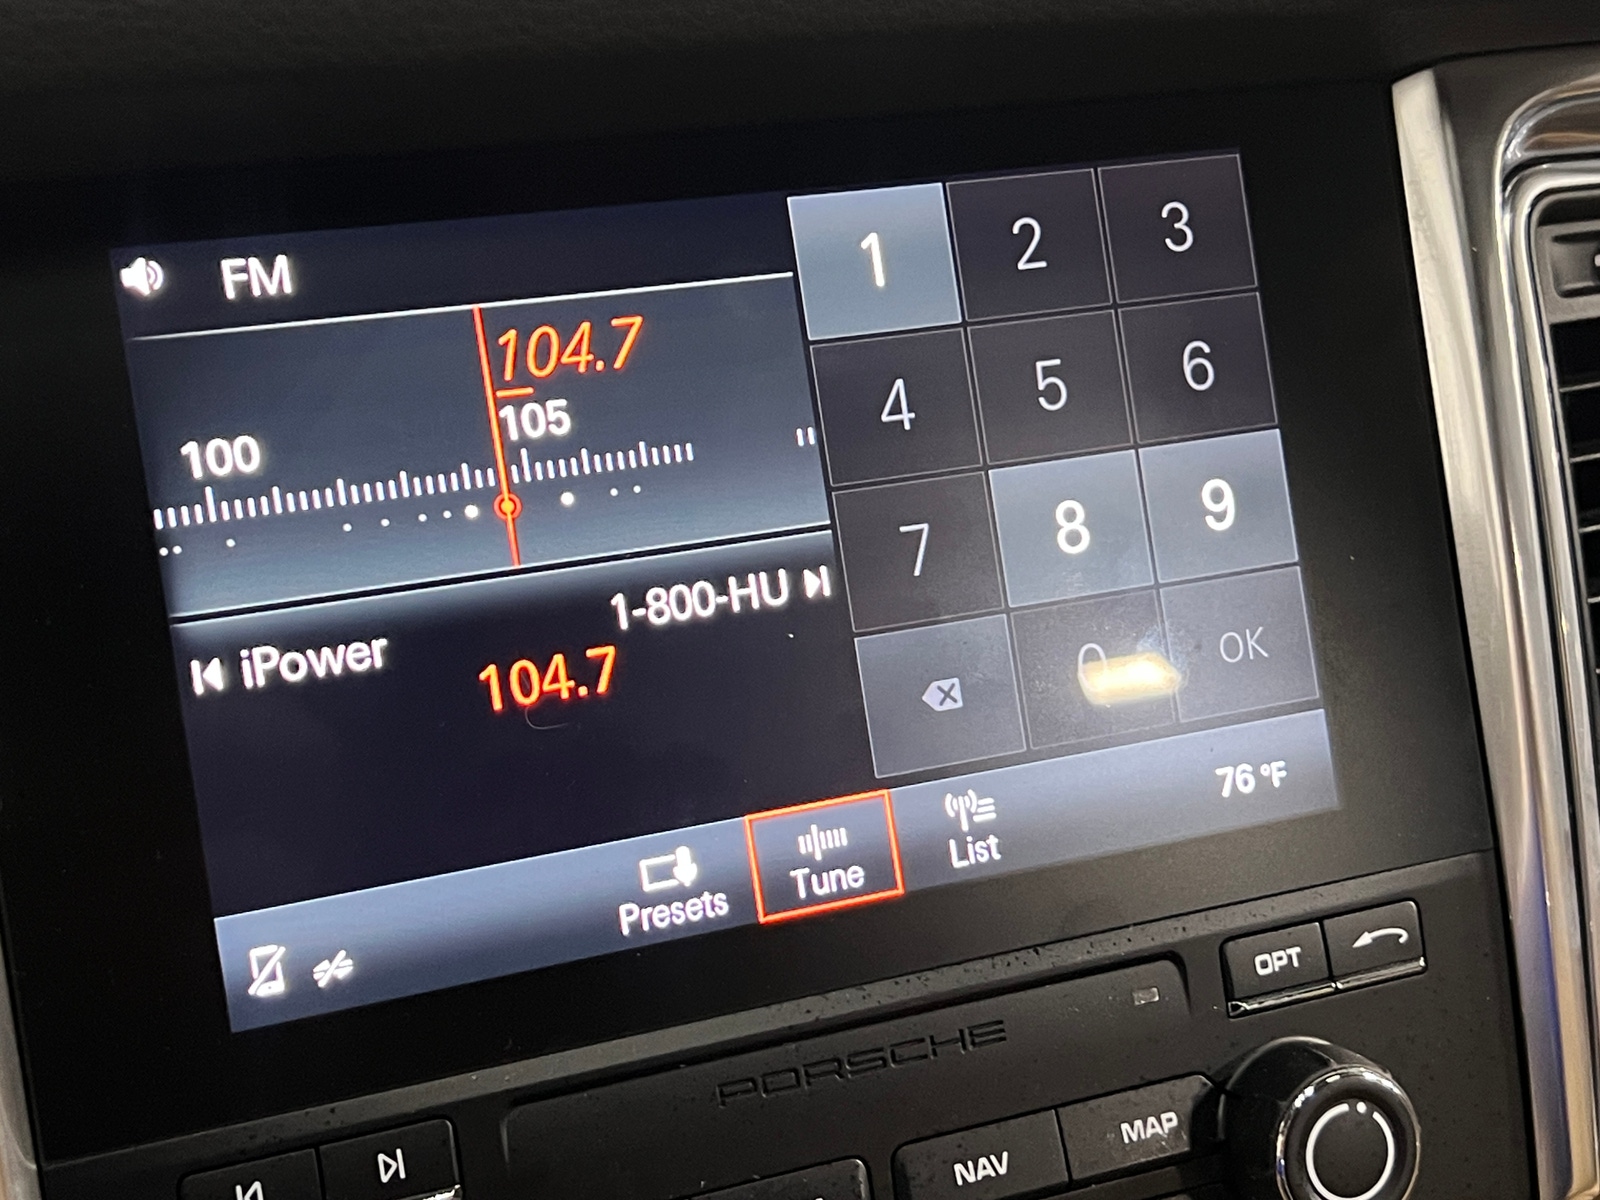 FM
104.7
100
105
1-800-HU
iPower
104.7
1
2
3
4
5
6
7
8
9
0
OK
Presets
Tune
List
76 °F
OPT
PORSCHE
NAV
MAP